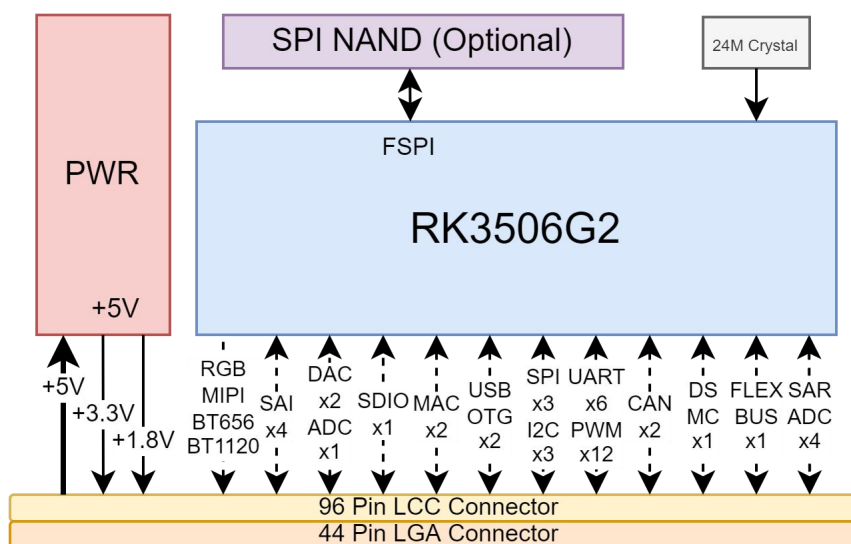 SPI NAND (Optional)
24M Crystal
PWR
FSPI
RK3506G2
+5V
+5V
+3.3V
+1.8V
RGB
MIPI
BT656
BT1120
SAI
x4
DAC
x2
ADC
x1
SDIO
x1
MAC
x2
USB
OTG
x2
SPI
x3
I2C
x3
UART
x6
PWM
x12
CAN
x2
DS
MC
x1
FLEX
BUS
x1
SAR
ADC
x4
96 Pin LCC Connector
44 Pin LGA Connector